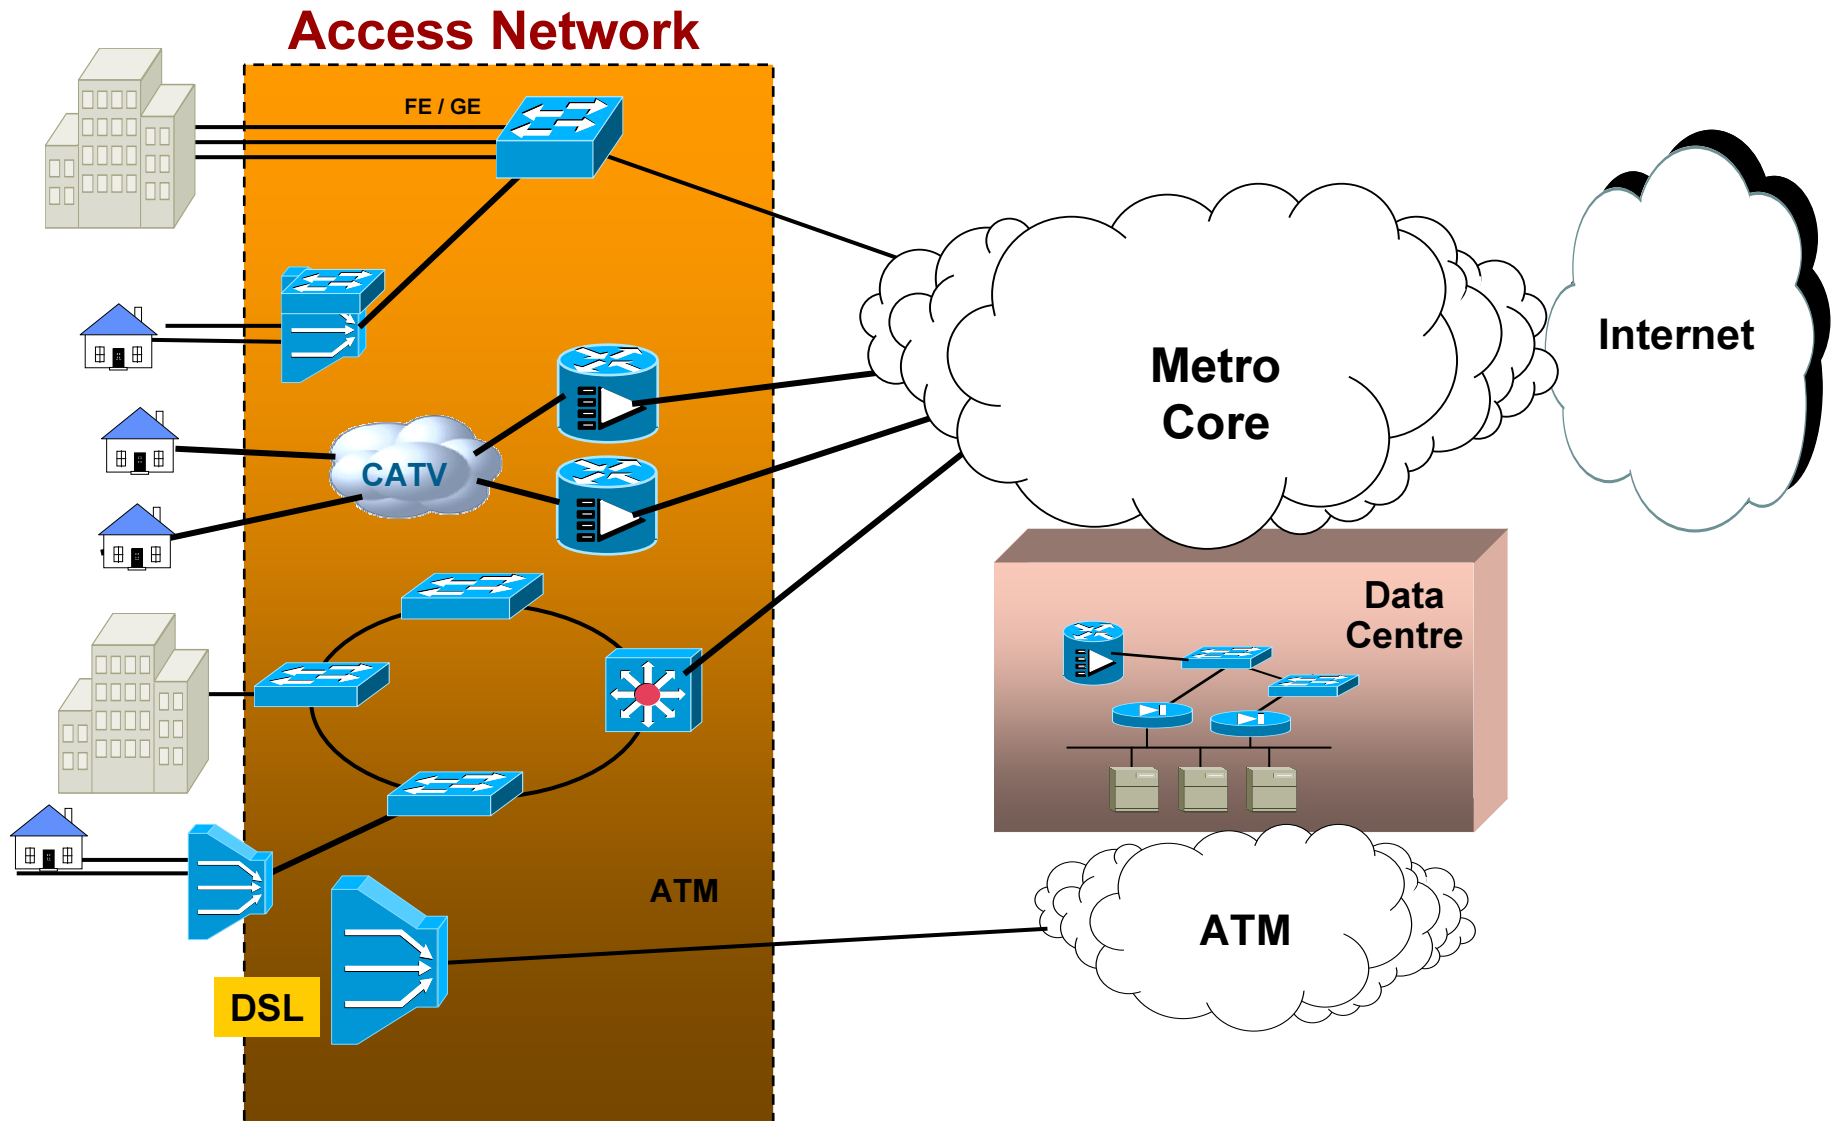 Access Network
FE / GE
Internet
Metro
Core
CATV
Data
Centre
ATM
ATM
DSL